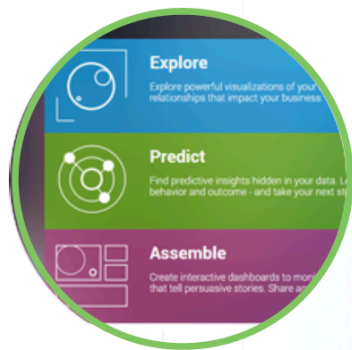 Explore
Explore powerful visualizations of your
relationships that impact your business
Predict
Find predictive insights hidden in your data.
behavior and outcome - and take your next
Assemble
Create interactive dashboards to
that tell persuasive stories. Share